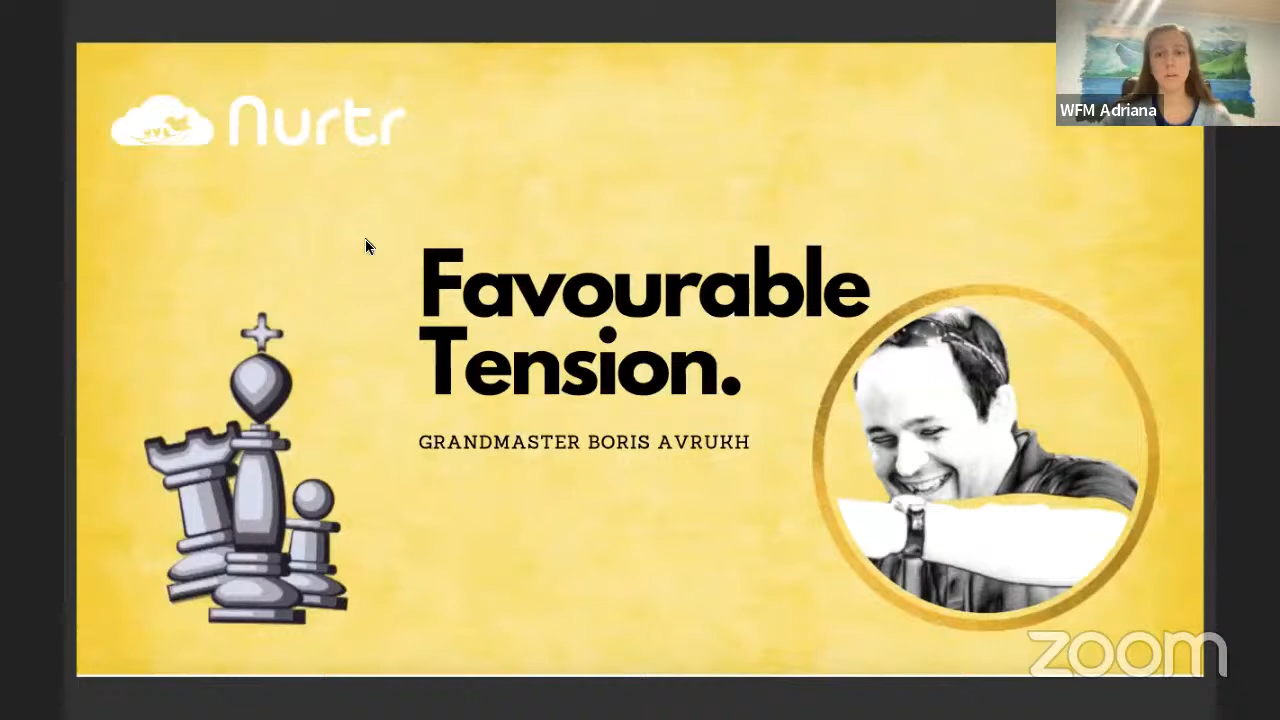 WFM Adriana
Nurtr
Favourable
Tension.
GRANDMASTER BORIS AVRUKH
zoom